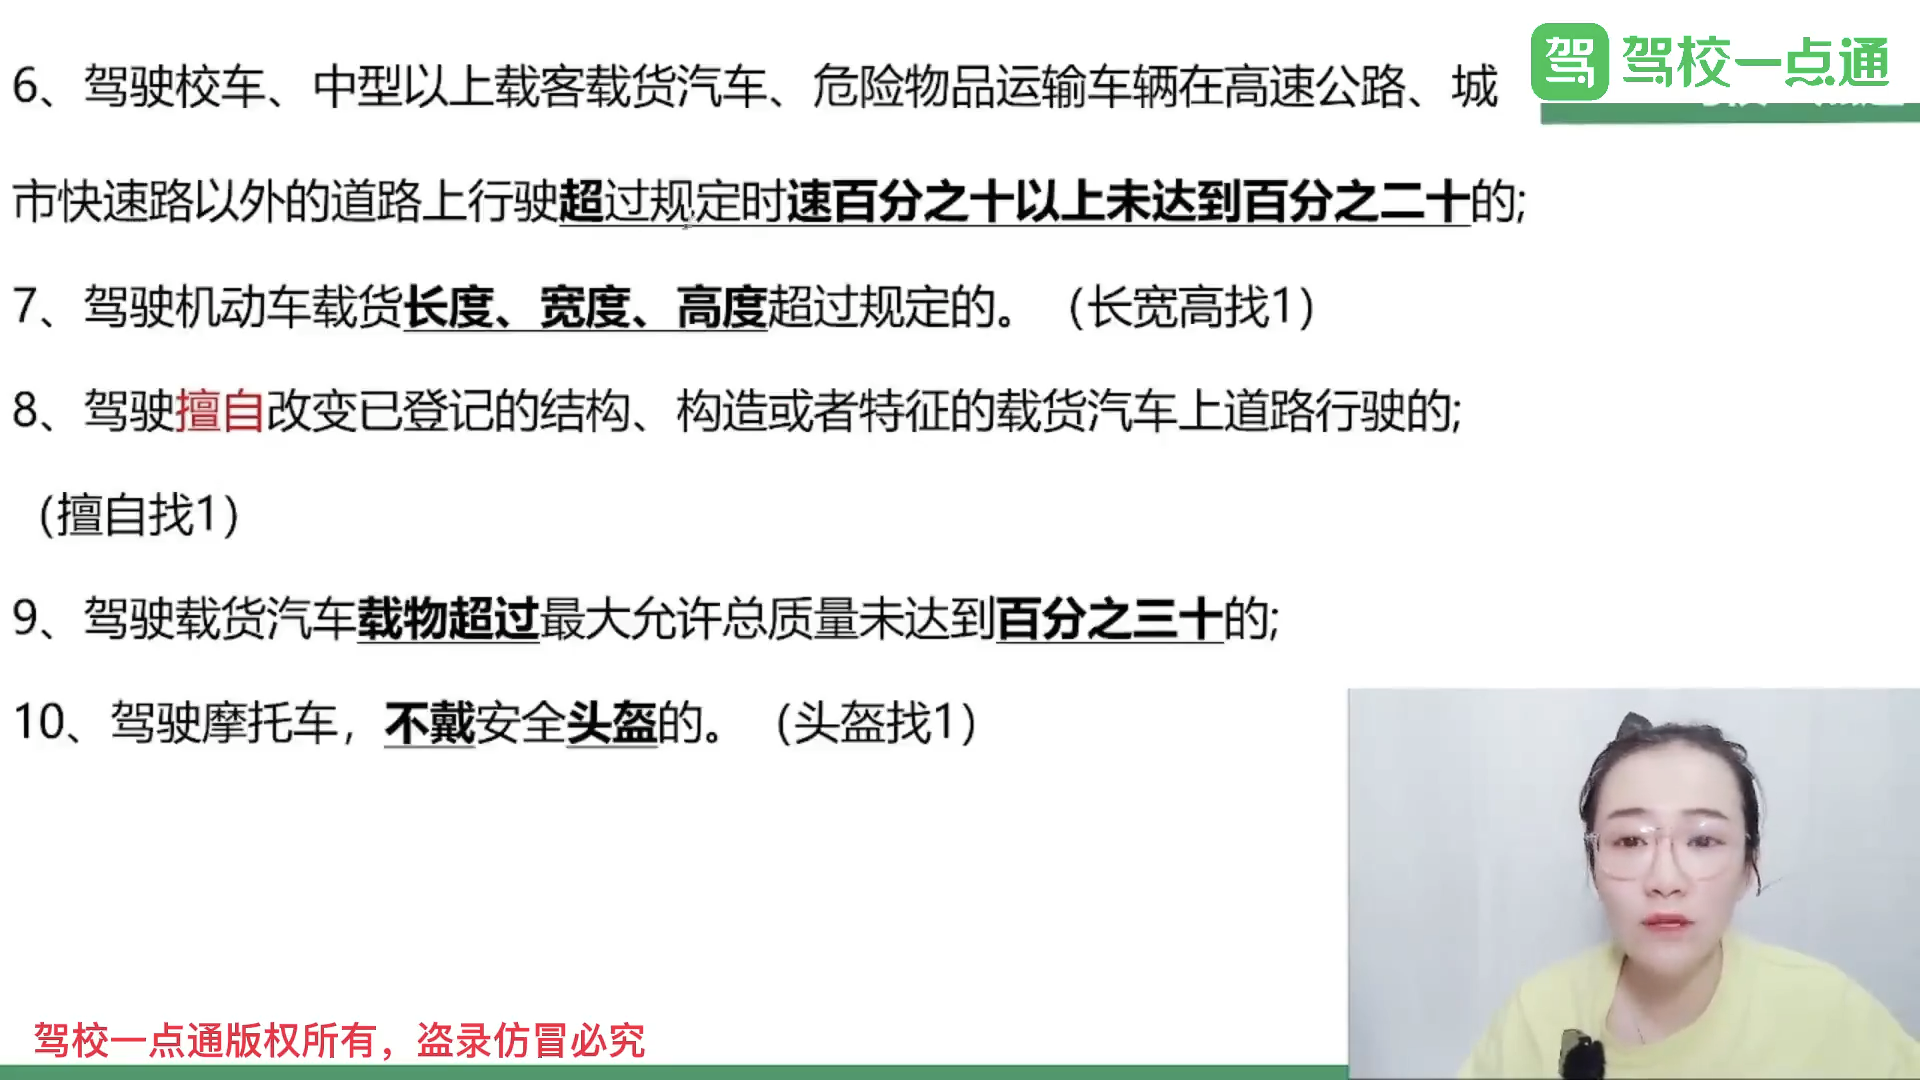 驾 驾校一点通
6、驾驶校车、中型以上载客载货汽车、危险物品运输车辆在高速公路、城
市快速路以外的道路上行驶超过规定时速百分之十以上未达到百分之二十的;
7、驾驶机动车载货长度、宽度、高度超过规定的。（长宽高找1）
8、驾驶擅自改变已登记的结构、构造或者特征的载货汽车上道路行驶的;
（擅自找1）
9、驾驶载货汽车载物超过最大允许总质量未达到百分之三十的;
10、驾驶摩托车，不戴安全头盔的。（头盔找1）
驾校一点通版权所有，盗录仿冒必究